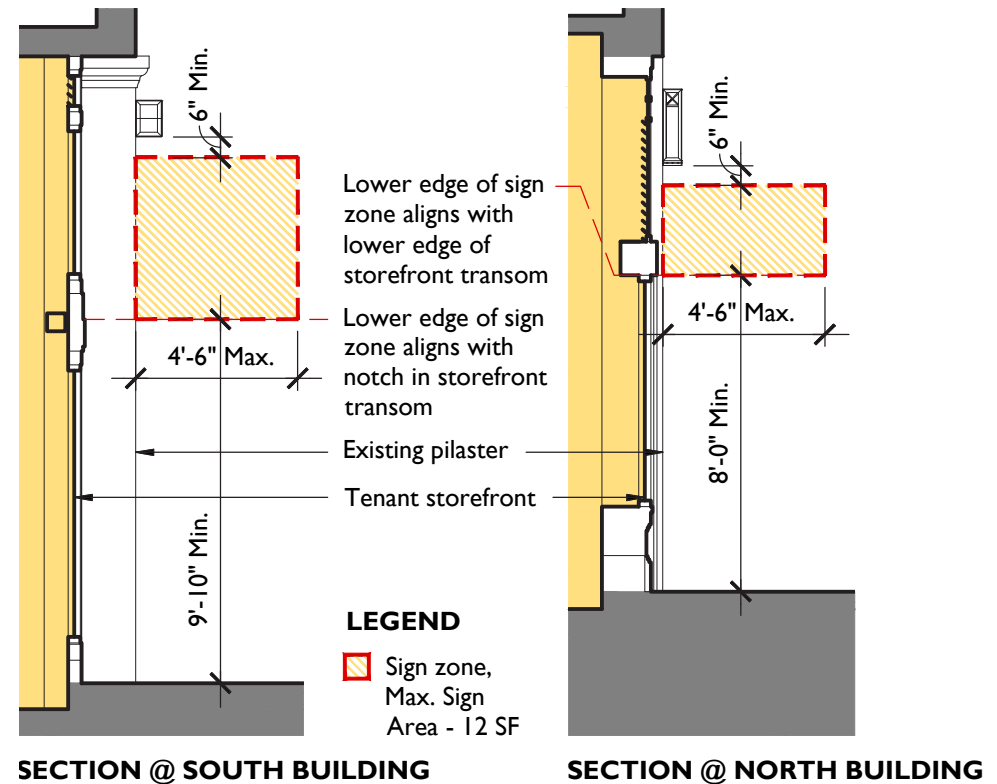 6" Min.
6" Min.
Lower edge of sign
zone aligns with
lower edge of
storefront transom
Lower edge of sign
zone aligns with
notch in storefront
transom
4'-6" Max.
4'-6" Max.
Existing pilaster
Tenant storefront
9'-10" Min.
8'-0" Min.
LEGEND
Sign zone,
Max. Sign
Area - 12 SF
SECTION @ SOUTH BUILDING
SECTION @ NORTH BUILDING